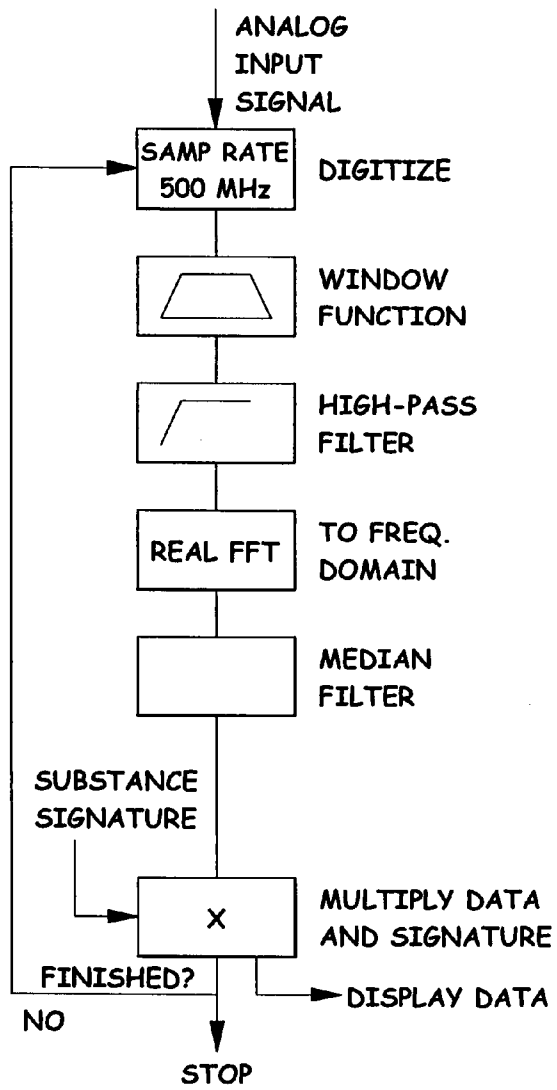 ANALOG
INPUT
SIGNAL
SAMP RATE
500 MHz
DIGITIZE
WINDOW
FUNCTION
HIGH-PASS
FILTER
REAL FFT
TO FREQ.
DOMAIN
MEDIAN
FILTER
SUBSTANCE
SIGNATURE
X
MULTIPLY DATA
AND SIGNATURE
FINISHED?
DISPLAY DATA
NO
STOP